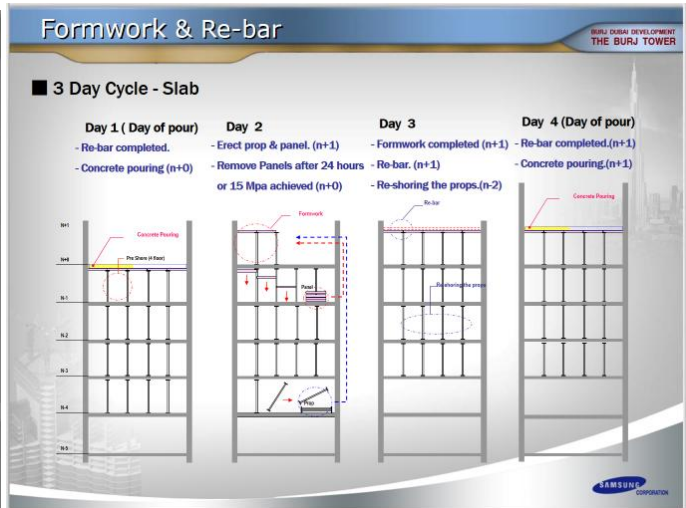 Formwork & Re-bar
BURJ DUBAI DEVELOPMENT
THE BURJ TOWER
3 Day Cycle - Slab
Day 1 ( Day of pour)
- Re-bar completed.
- Concrete pouring (n+0)
Day 2
- Erect prop & panel. (n+1)
- Remove Panels after 24 hours
or 15 Mpa achieved (n+0)
Day 3
- Formwork completed (n+1)
- Re-bar. (n+1)
- Re-shoring the props.(n-2)
Day 4 (Day of pour)
- Re-bar completed.(n+1)
- Concrete pouring.(n+1)
N+1
N+0
N-1
N-2
N-3
N-4
N-5
Concrete Pouring
Pre Shore (4 floor)
Formwork
Panel
Prop
Re-bar
Re-shoring the props
Concrete Pouring
SAMSUNG
CORPORATION